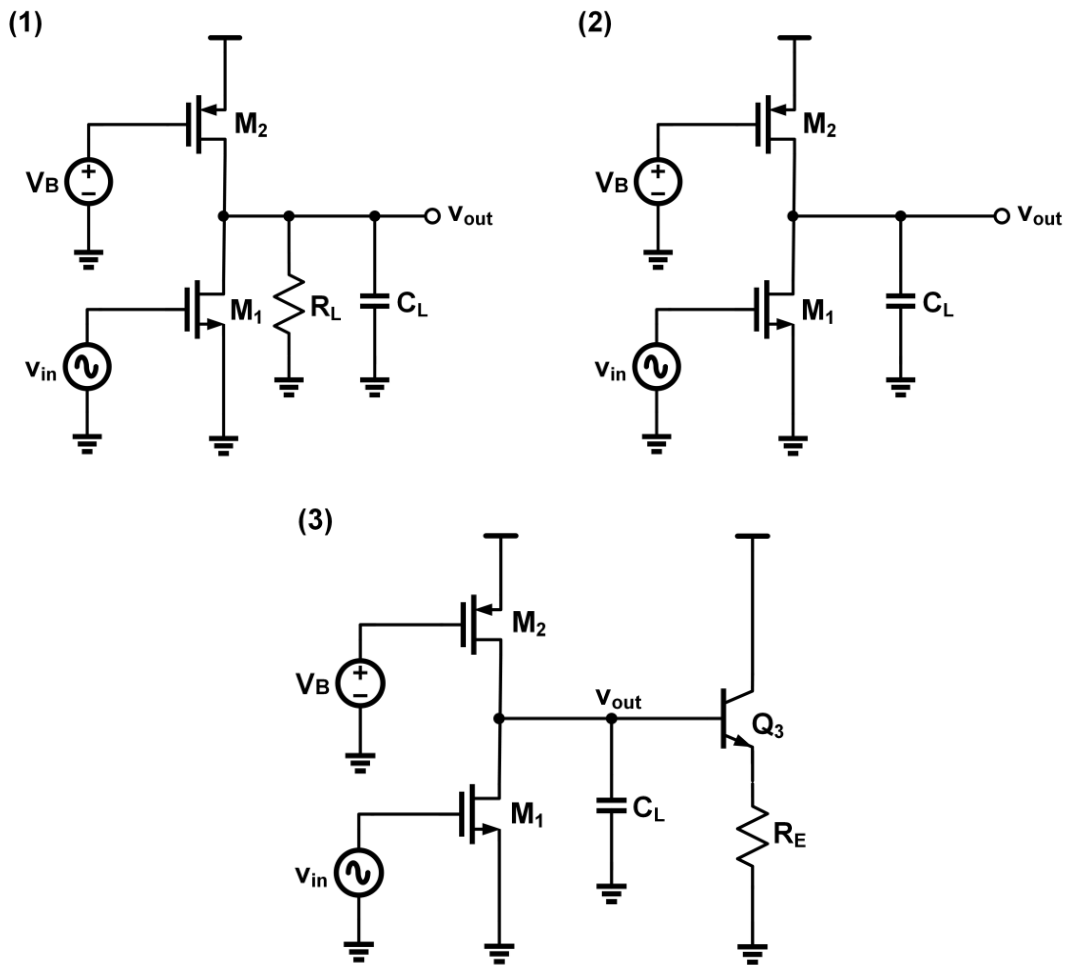 (1)
M2
VB
+
−
vout
M1
RL
CL
vin
(2)
M2
VB
+
−
vout
M1
CL
vin
(3)
M2
VB
+
−
vout
Q3
M1
CL
RE
vin